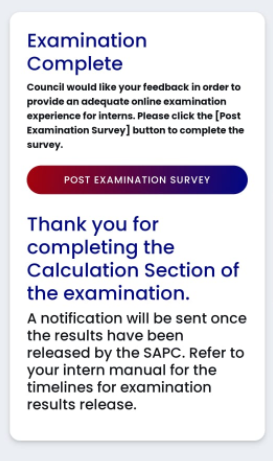 Examination
Complete
Council would like your feedback in order to
provide an adequate online examination
experience for interns. Please click the [Post
Examination Survey] button to complete the
survey.
POST EXAMINATION SURVEY
Thank you for
completing the
Calculation Section of
the examination.
A notification will be sent once
the results have been
released by the SAPC. Refer to
your intern manual for the
timelines for examination
results release.